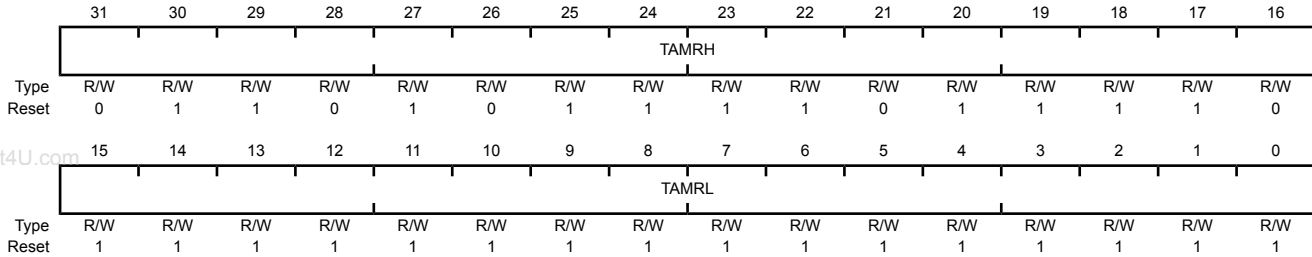 31 30 29 28 27 26 25 24 23 22 21 20 19 18 17 16
TAMRH
Type R/W R/W R/W R/W R/W R/W R/W R/W R/W R/W R/W R/W R/W R/W R/W R/W
Reset 0 1 1 0 1 0 1 1 1 1 0 1 1 1 1 0
t4U.com 15 14 13 12 11 10 9 8 7 6 5 4 3 2 1 0
TAMRL
Type R/W R/W R/W R/W R/W R/W R/W R/W R/W R/W R/W R/W R/W R/W R/W R/W
Reset 1 1 1 1 1 1 1 1 1 1 1 1 1 1 1 1